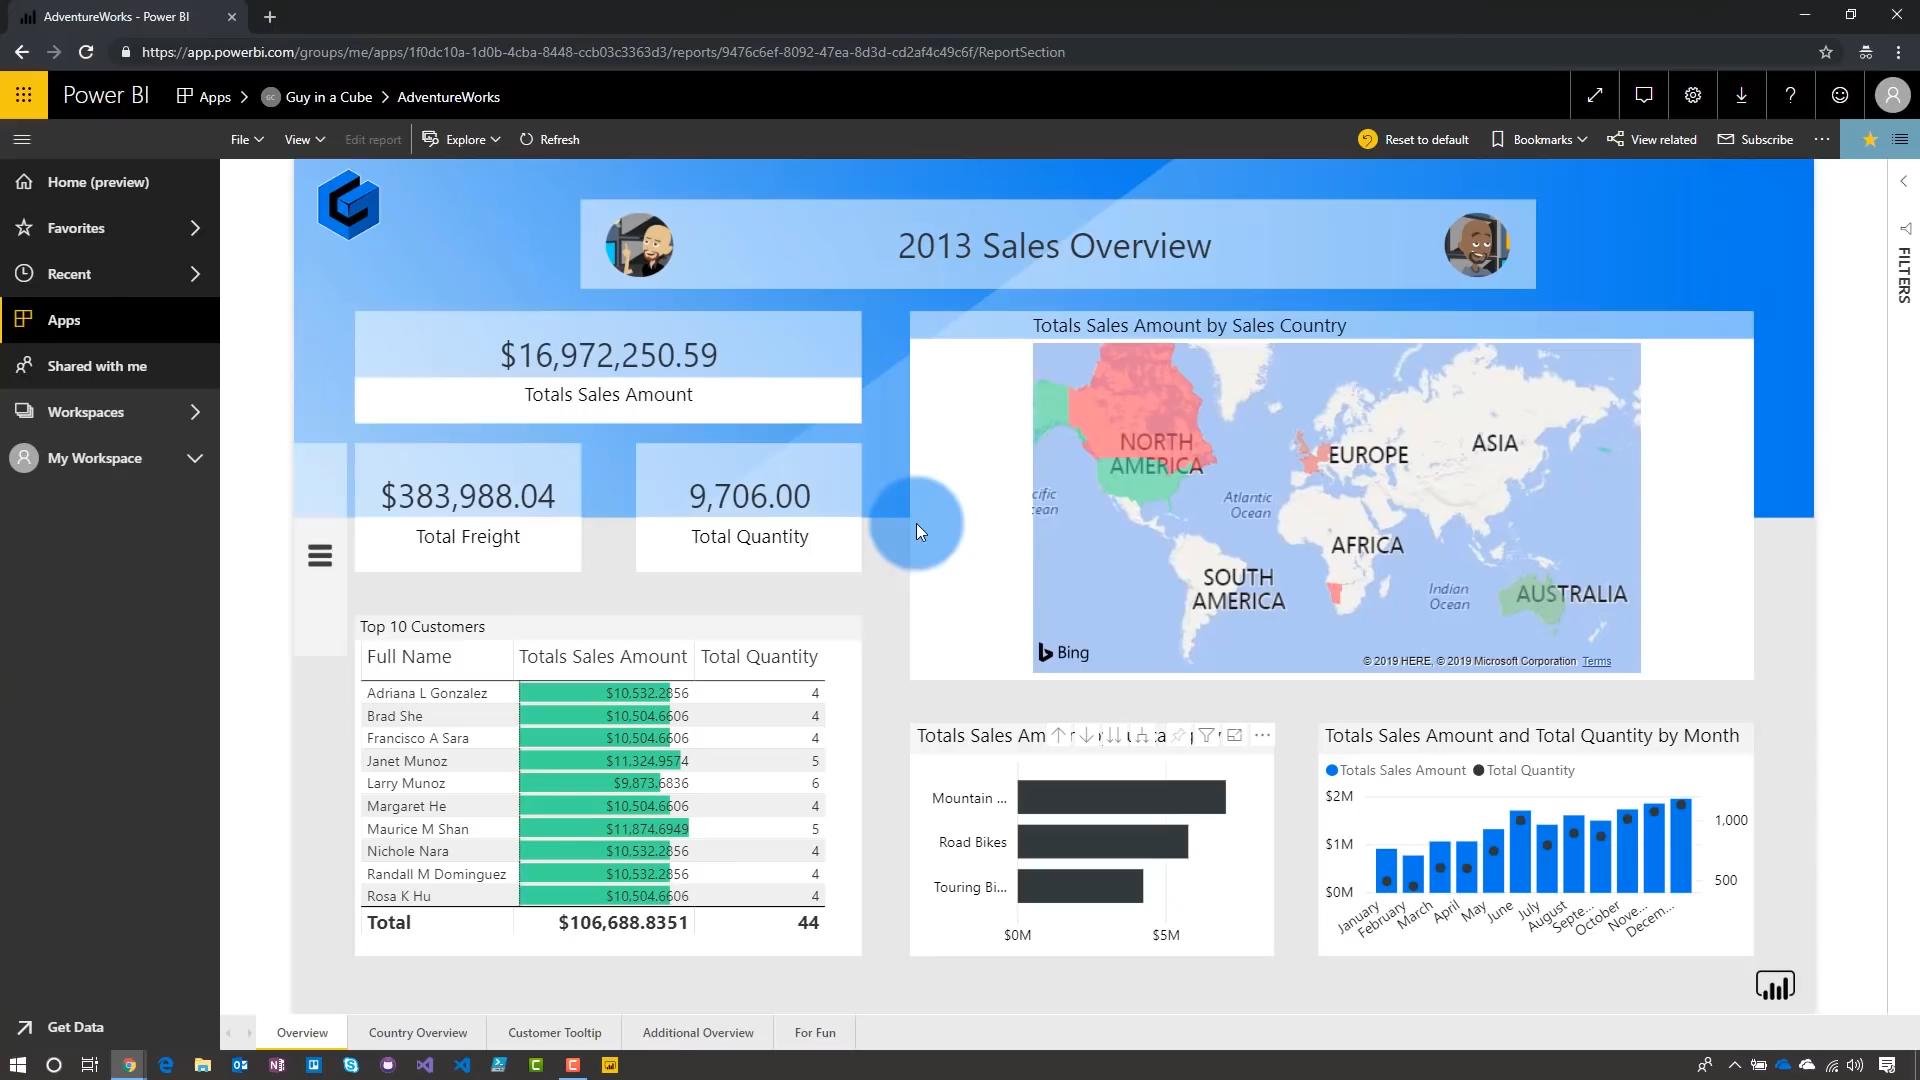 AdventureWorks - Power BI
https://app.powerbi.com/groups/me/apps/1f0dc10a-1d0b-4cba-8448-ccb03c3363d3/reports/9476c6ef-8092-47ea-8d3d-cd2af4c49c6f/ReportSection
Power BI Apps Guy in a Cube AdventureWorks
File View Edit report Explore Refresh Reset to default Bookmarks View related Subscribe
Home (preview)
Favorites
Recent
Apps
Shared with me
Workspaces
My Workspace
Get Data
FILTERS
2013 Sales Overview
$16,972,250.59
Totals Sales Amount
$383,988.04
Total Freight
9,706.00
Total Quantity
Totals Sales Amount by Sales Country
NORTH
AMERICA
EUROPE
ASIA
cific
cean
Atlantic
Ocean
AFRICA
SOUTH
AMERICA
Indian
Ocean
AUSTRALIA
Bing
© 2019 HERE, © 2019 Microsoft Corporation Terms
Top 10 Customers
Full Name Totals Sales Amount Total Quantity
Adriana L Gonzalez $10,532.2856 4
Brad She $10,504.6606 4
Francisco A Sara $10,504.6606 4
Janet Munoz $11,324.9574 5
Larry Munoz $9,873.6836 6
Margaret He $10,504.6606 4
Maurice M Shan $11,874.6949 5
Nichole Nara $10,532.2856 4
Randall M Dominguez $10,532.2856 4
Rosa K Hu $10,504.6606 4
Total $106,688.8351 44
Totals Sales Am
Mountain ...
Road Bikes
Touring Bi...
$0M $5M
Totals Sales Amount and Total Quantity by Month
Totals Sales Amount Total Quantity
$2M
$1M
$0M
1,000
500
January
February
March
April
May
June
July
August
Septe...
October
Nove...
Decem...
Overview Country Overview Customer Tooltip Additional Overview For Fun